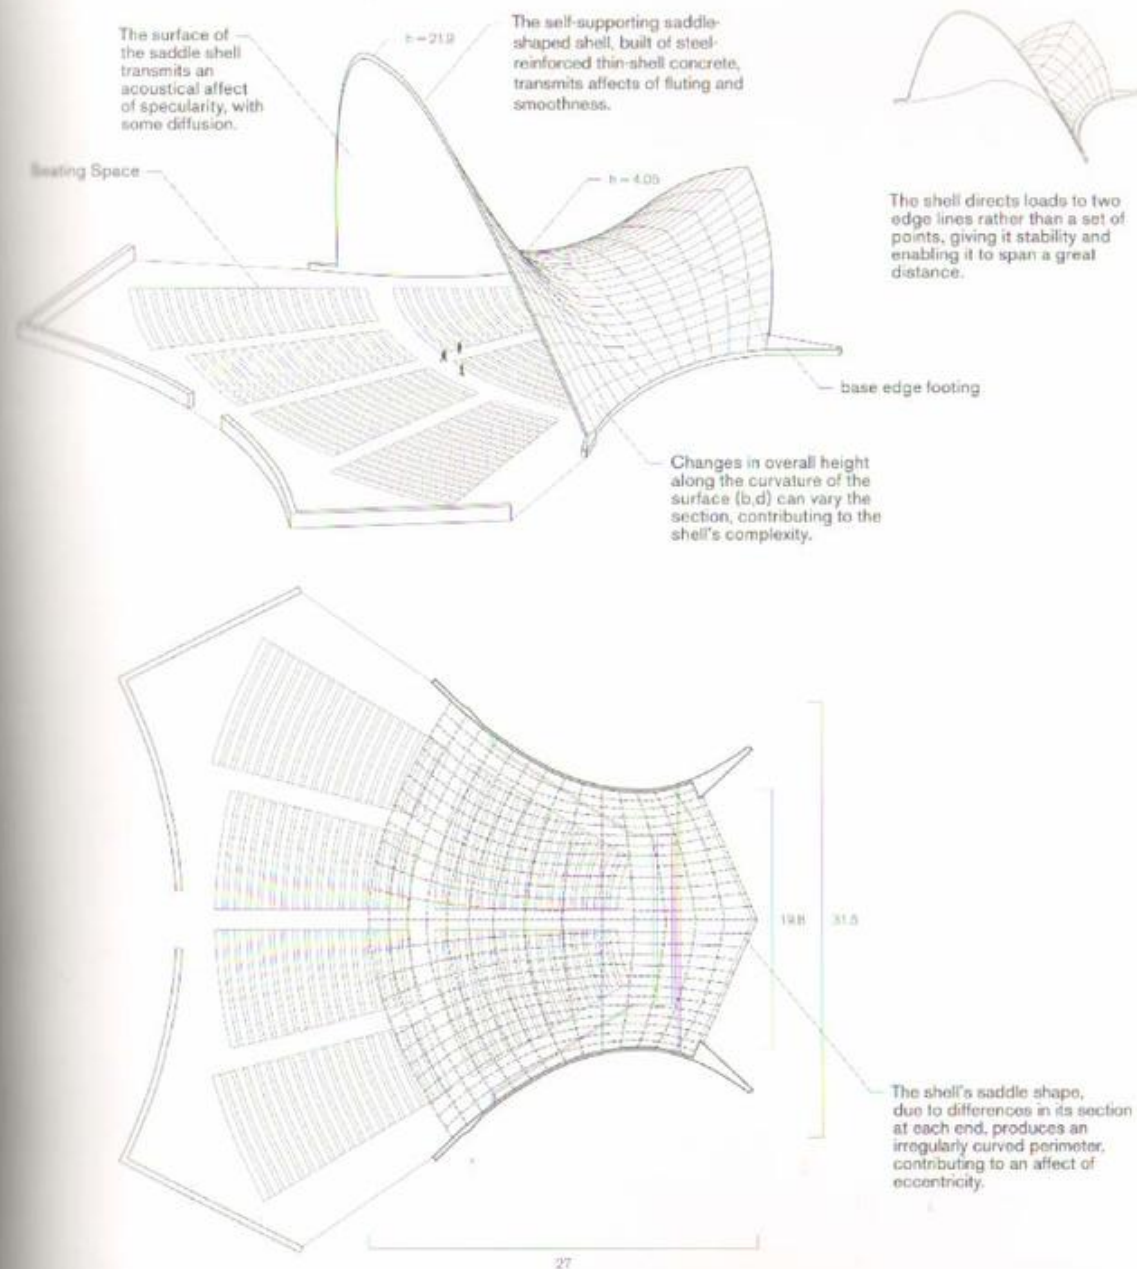 The surface of
the saddle shell
transmits an
acoustical affect
of specularity, with
some diffusion.
h = 21.9
The self-supporting saddle-
shaped shell, built of steel-
reinforced thin-shell concrete,
transmits affects of fluting and
smoothness.
Seating Space
h = 4.05
The shell directs loads to two
edge lines rather than a set of
points, giving it stability and
enabling it to span a great
distance.
base edge footing
Changes in overall height
along the curvature of the
surface (b,d) can vary the
section, contributing to the
shell's complexity.
19.8
The shell's saddle shape,
due to differences in its section
at each end, produces an
irregularly curved perimeter,
contributing to an affect of
eccentricity.
27